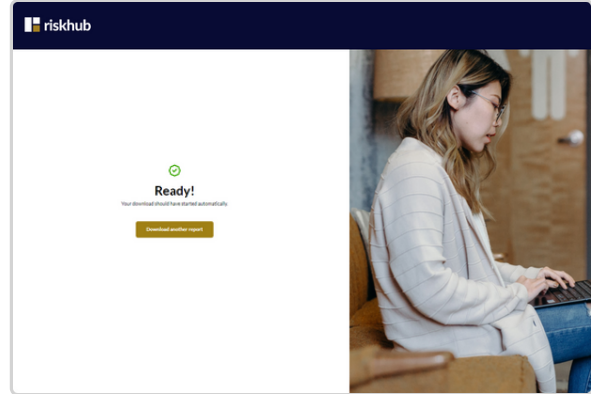 riskhub
Ready!
Your download should have started automatically.
Download another report